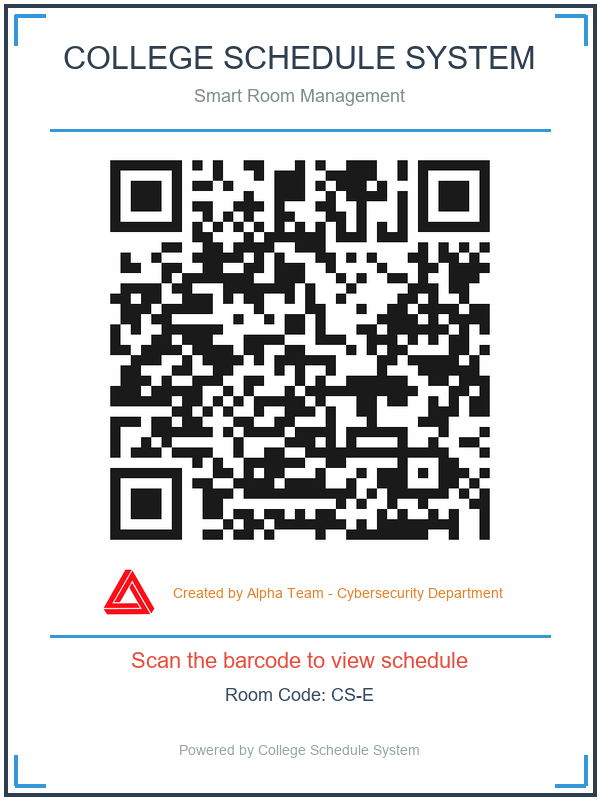 COLLEGE SCHEDULE SYSTEM
Smart Room Management
Created by Alpha Team - Cybersecurity Department
Scan the barcode to view schedule
Room Code: CS-E
Powered by College Schedule System